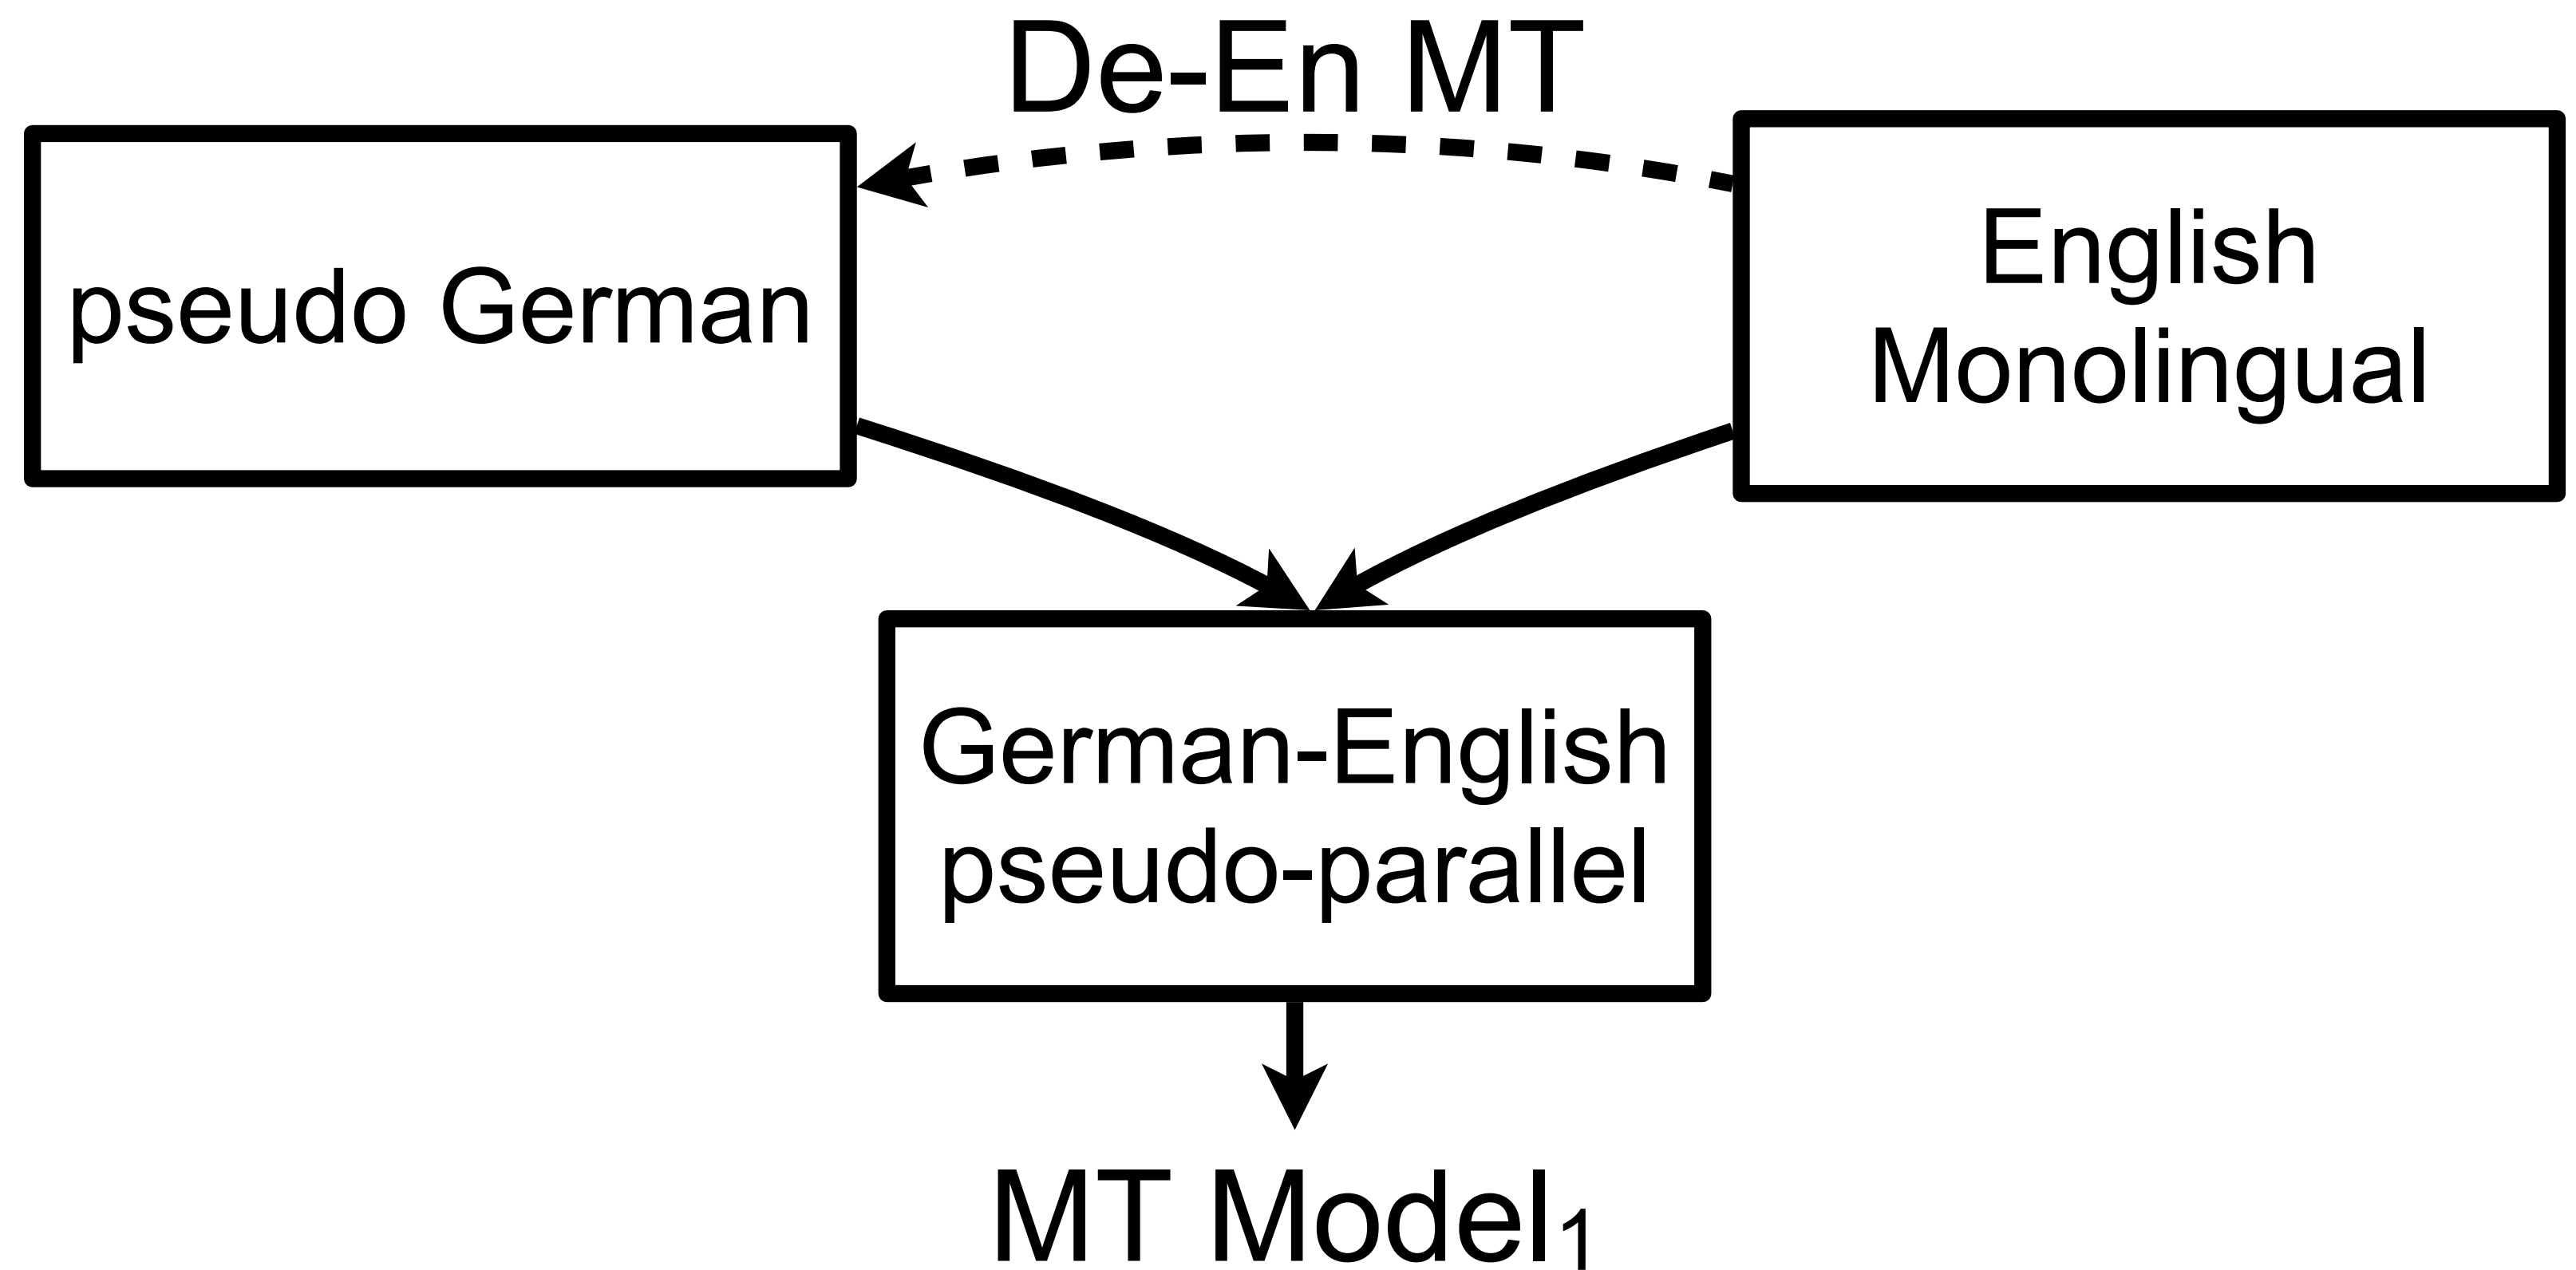 De-En MT
pseudo German
English
Monolingual
German-English
pseudo-parallel
MT Model₁